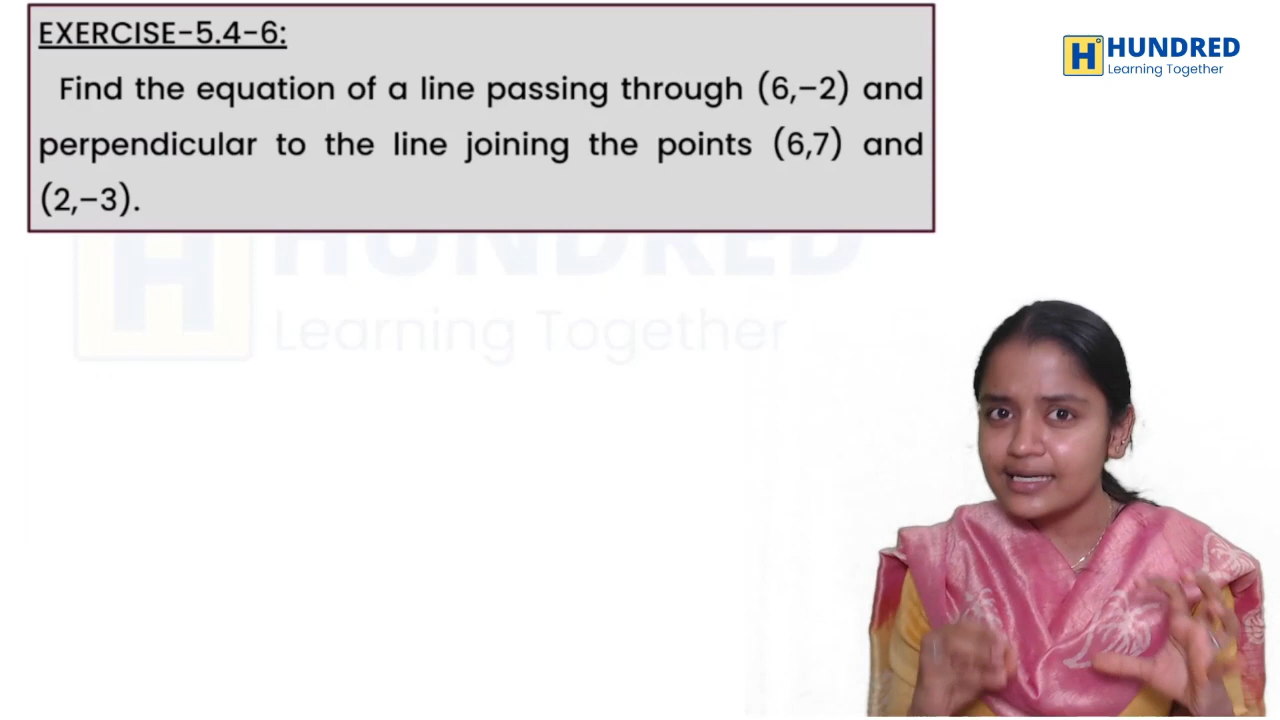 EXERCISE-5.4-6:
Find the equation of a line passing through (6,–2) and
perpendicular to the line joining the points (6,7) and
(2,–3).
H HUNDRED
Learning Together
H HUNDRED
Learning Together